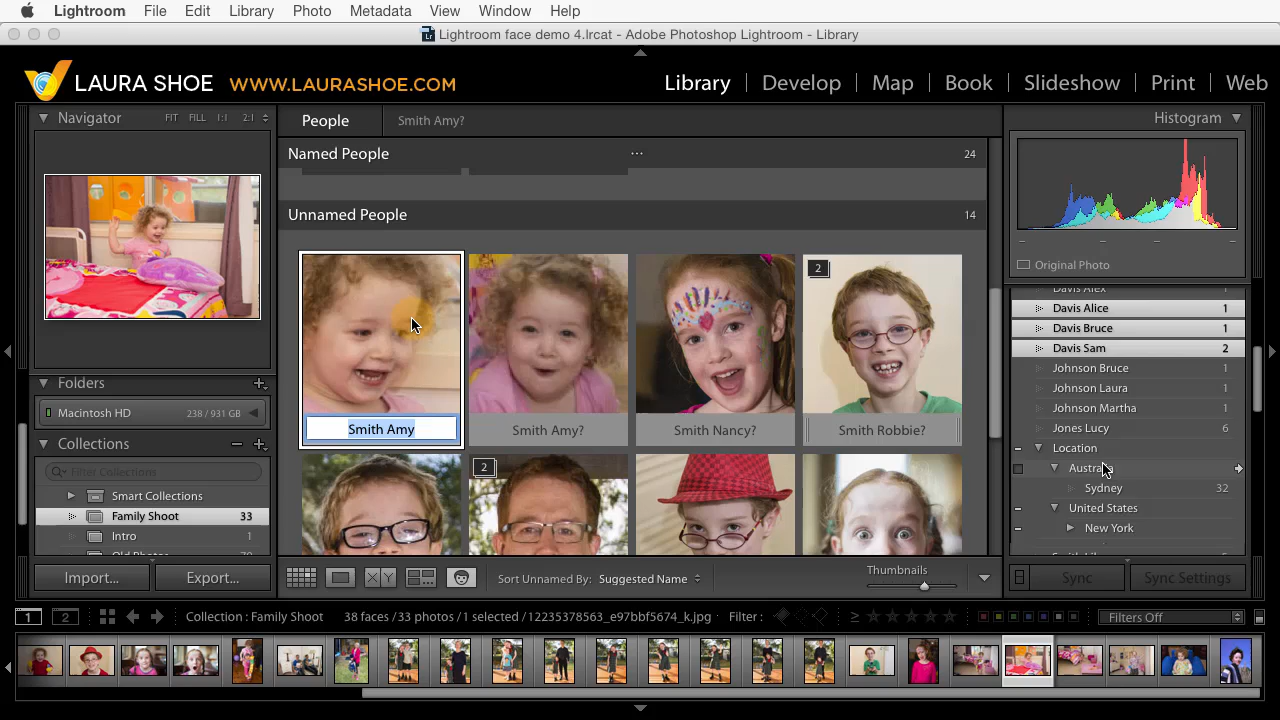 Lightroom File Edit Library Photo Metadata View Window Help
Lightroom face demo 4.lrcat - Adobe Photoshop Lightroom - Library
LAURA SHOE WWW.LAURASHOE.COM
Library Develop Map Book Slideshow Print Web
Navigator FIT FILL 1:1 2:1
People Smith Amy?
Histogram
Named People ... 24
Unnamed People 14
Original Photo
2
Davis Alex 1
Davis Alice 1
Davis Bruce 1
Davis Sam 2
Johnson Bruce 1
Johnson Laura 1
Johnson Martha 1
Jones Lucy 6
Location
Australia
Sydney 32
United States
New York
Folders
Macintosh HD 238 / 931 GB
Collections
Filter Collections
Smart Collections
Family Shoot 33
Intro 1
Old Photos
Smith Amy Smith Amy? Smith Nancy? Smith Robbie?
2
Import... Export...
Sort Unnamed By: Suggested Name
Thumbnails
Sync Sync Settings
1 2 Collection : Family Shoot 38 faces / 33 photos / 1 selected / 12235378563_e97bbf5674_k.jpg Filter : Filters Off